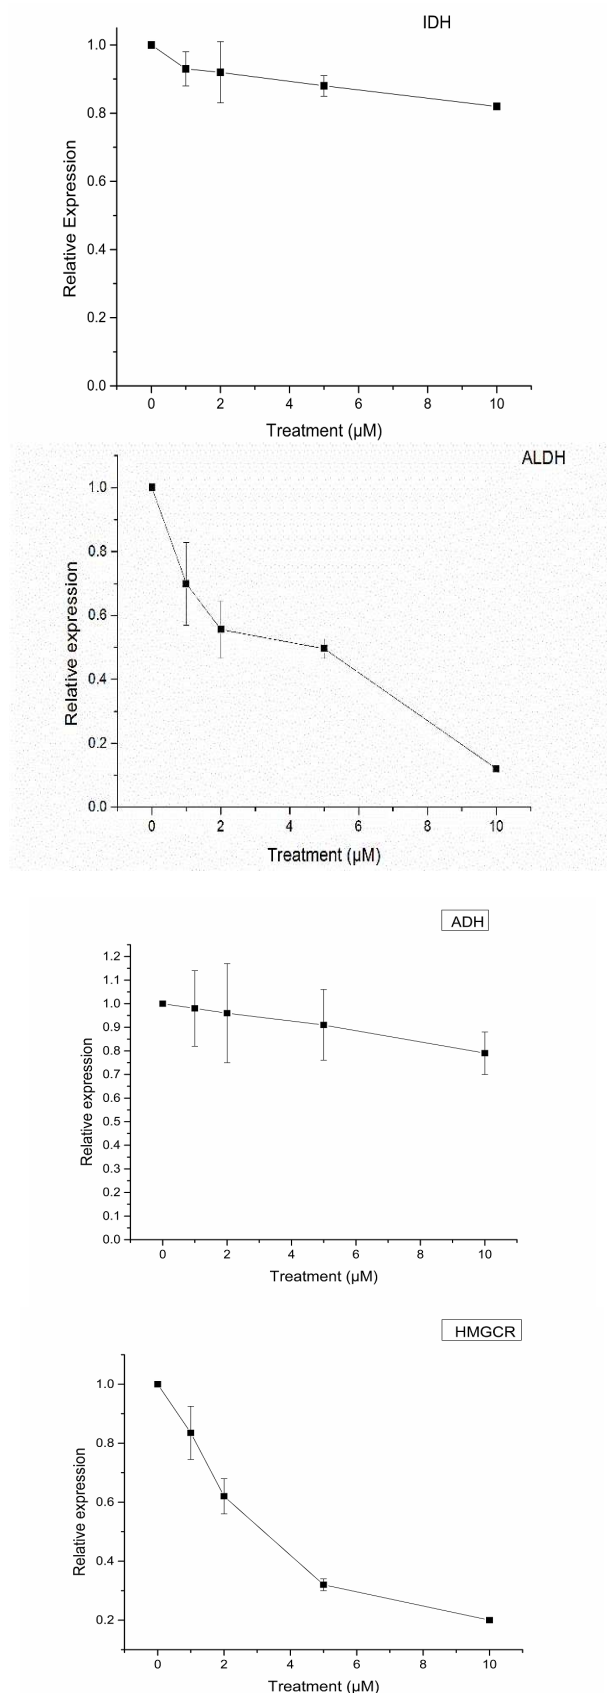 IDH
1.0
0.8
0.6
0.4
0.2
0.0
Relative Expression
0 2 4 6 8 10
Treatment (μM)
ALDH
1.0
0.8
0.6
0.4
0.2
0.0
Relative expression
0 2 4 6 8 10
Treatment (μM)
ADH
1.2
1.1
1.0
0.9
0.8
0.7
0.6
0.5
0.4
0.3
0.2
0.1
0.0
Relative expression
0 2 4 6 8 10
Treatment (μM)
HMGCR
1.0
0.8
0.6
0.4
0.2
Relative expression
0 2 4 6 8 10
Treatment (μM)